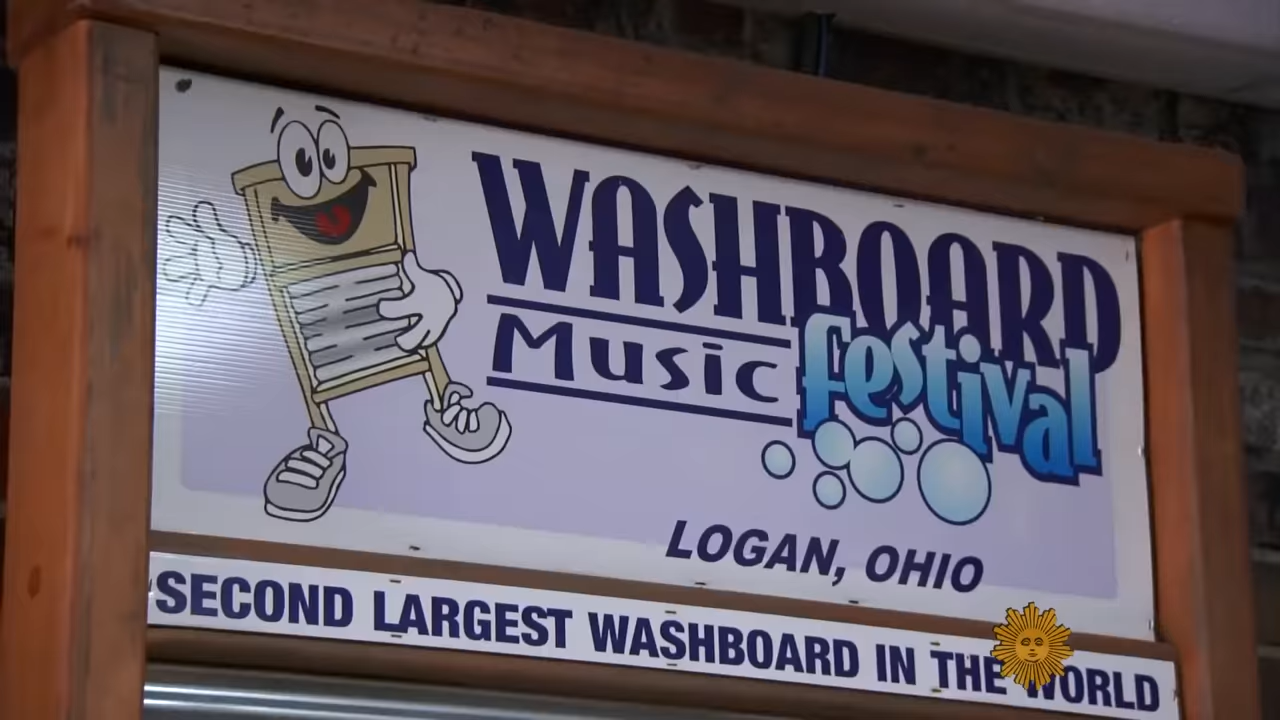 WASHBOARD
Music festival
LOGAN, OHIO
SECOND LARGEST WASHBOARD IN THE WORLD